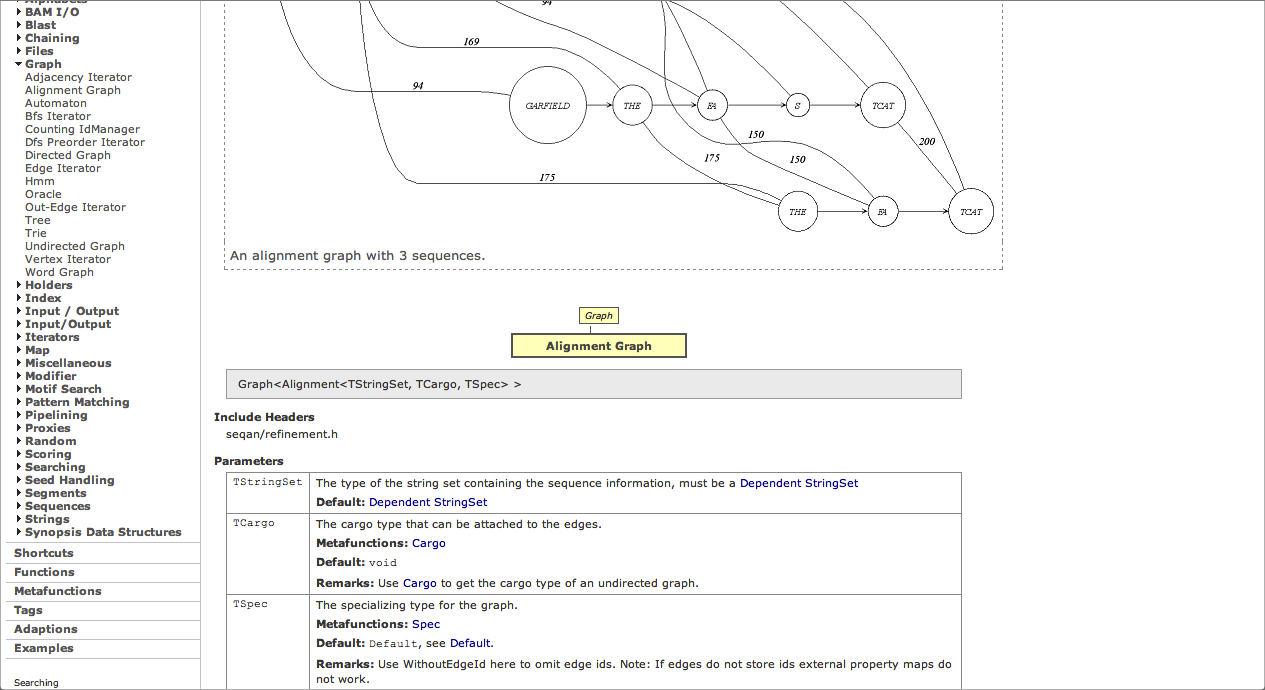 Alphabets
BAM I/O
Blast
Chaining
Files
Graph
Adjacency Iterator
Alignment Graph
Automaton
Bfs Iterator
Counting IdManager
Dfs Preorder Iterator
Directed Graph
Edge Iterator
Hmm
Oracle
Out-Edge Iterator
Tree
Trie
Undirected Graph
Vertex Iterator
Word Graph
Holders
Index
Input / Output
Input/Output
Iterators
Map
Miscellaneous
Modifier
Motif Search
Pattern Matching
Pipelining
Proxies
Random
Scoring
Searching
Seed Handling
Segments
Sequences
Strings
Synopsis Data Structures
Shortcuts
Functions
Metafunctions
Tags
Adaptions
Examples
Searching
94
169
94
GARFIELD
THE
FA
S
TCAT
150
200
175
150
175
THE
FA
TCAT
An alignment graph with 3 sequences.
Graph
Alignment Graph
Graph<Alignment<TStringSet, TCargo, TSpec> >
Include Headers
seqan/refinement.h
Parameters
TStringSet The type of the string set containing the sequence information, must be a Dependent StringSet
Default: Dependent StringSet
TCargo The cargo type that can be attached to the edges.
Metafunctions: Cargo
Default: void
Remarks: Use Cargo to get the cargo type of an undirected graph.
TSpec The specializing type for the graph.
Metafunctions: Spec
Default: Default, see Default.
Remarks: Use WithoutEdgeId here to omit edge ids. Note: If edges do not store ids external property maps do
not work.